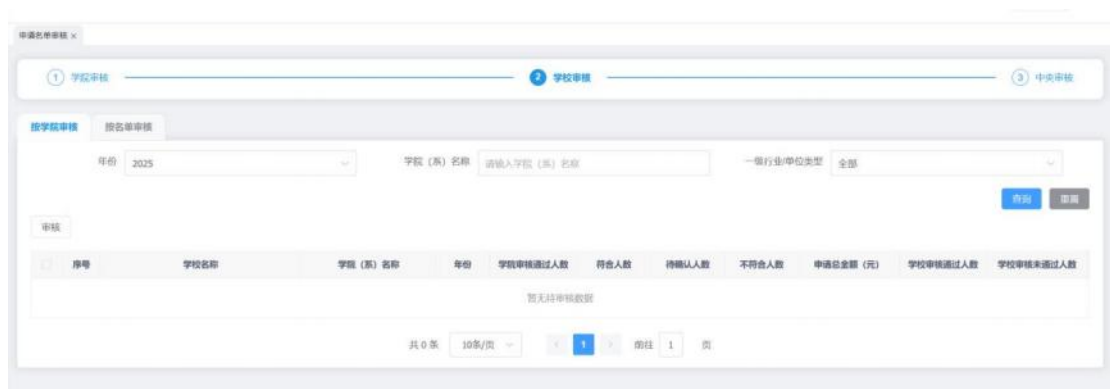 申请名单审核 ×
1 学院审核 2 学校审核 3 中央审核
按学院审核 按名单审核
年份 2025 学院（系）名称 请输入学院（系）名称 一级行业/单位类型 全部
查询 重置
审核
序号 学校名称 学院（系）名称 年份 学院审核通过人数 符合人数 待确认人数 不符合人数 申请总金额（元） 学校审核通过人数 学校审核未通过人数
暂无待审核数据
共 0 条 10条/页 < 1 > 前往 1 页